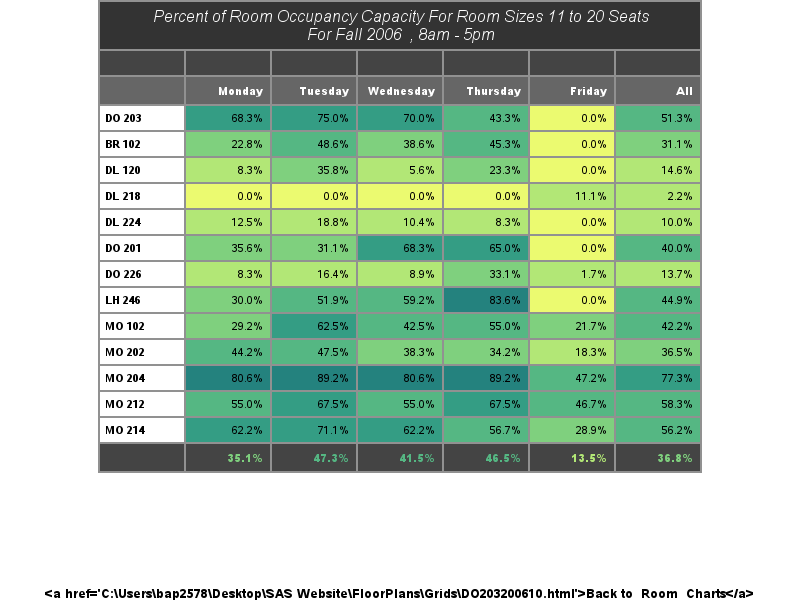 Percent of Room Occupancy Capacity For Room Sizes 11 to 20 Seats
For Fall 2006 , 8am - 5pm
Monday Tuesday Wednesday Thursday Friday All
DO 203 68.3% 75.0% 70.0% 43.3% 0.0% 51.3%
BR 102 22.8% 48.6% 38.6% 45.3% 0.0% 31.1%
DL 120 8.3% 35.8% 5.6% 23.3% 0.0% 14.6%
DL 218 0.0% 0.0% 0.0% 0.0% 11.1% 2.2%
DL 224 12.5% 18.8% 10.4% 8.3% 0.0% 10.0%
DO 201 35.6% 31.1% 68.3% 65.0% 0.0% 40.0%
DO 226 8.3% 16.4% 8.9% 33.1% 1.7% 13.7%
LH 246 30.0% 51.9% 59.2% 83.6% 0.0% 44.9%
MO 102 29.2% 62.5% 42.5% 55.0% 21.7% 42.2%
MO 202 44.2% 47.5% 38.3% 34.2% 18.3% 36.5%
MO 204 80.6% 89.2% 80.6% 89.2% 47.2% 77.3%
MO 212 55.0% 67.5% 55.0% 67.5% 46.7% 58.3%
MO 214 62.2% 71.1% 62.2% 56.7% 28.9% 56.2%
35.1% 47.3% 41.5% 46.5% 13.5% 36.8%
<a href='C:\Users\bap2578\Desktop\SAS Website\FloorPlans\Grids\DO203200610.html'>Back to Room Charts</a>